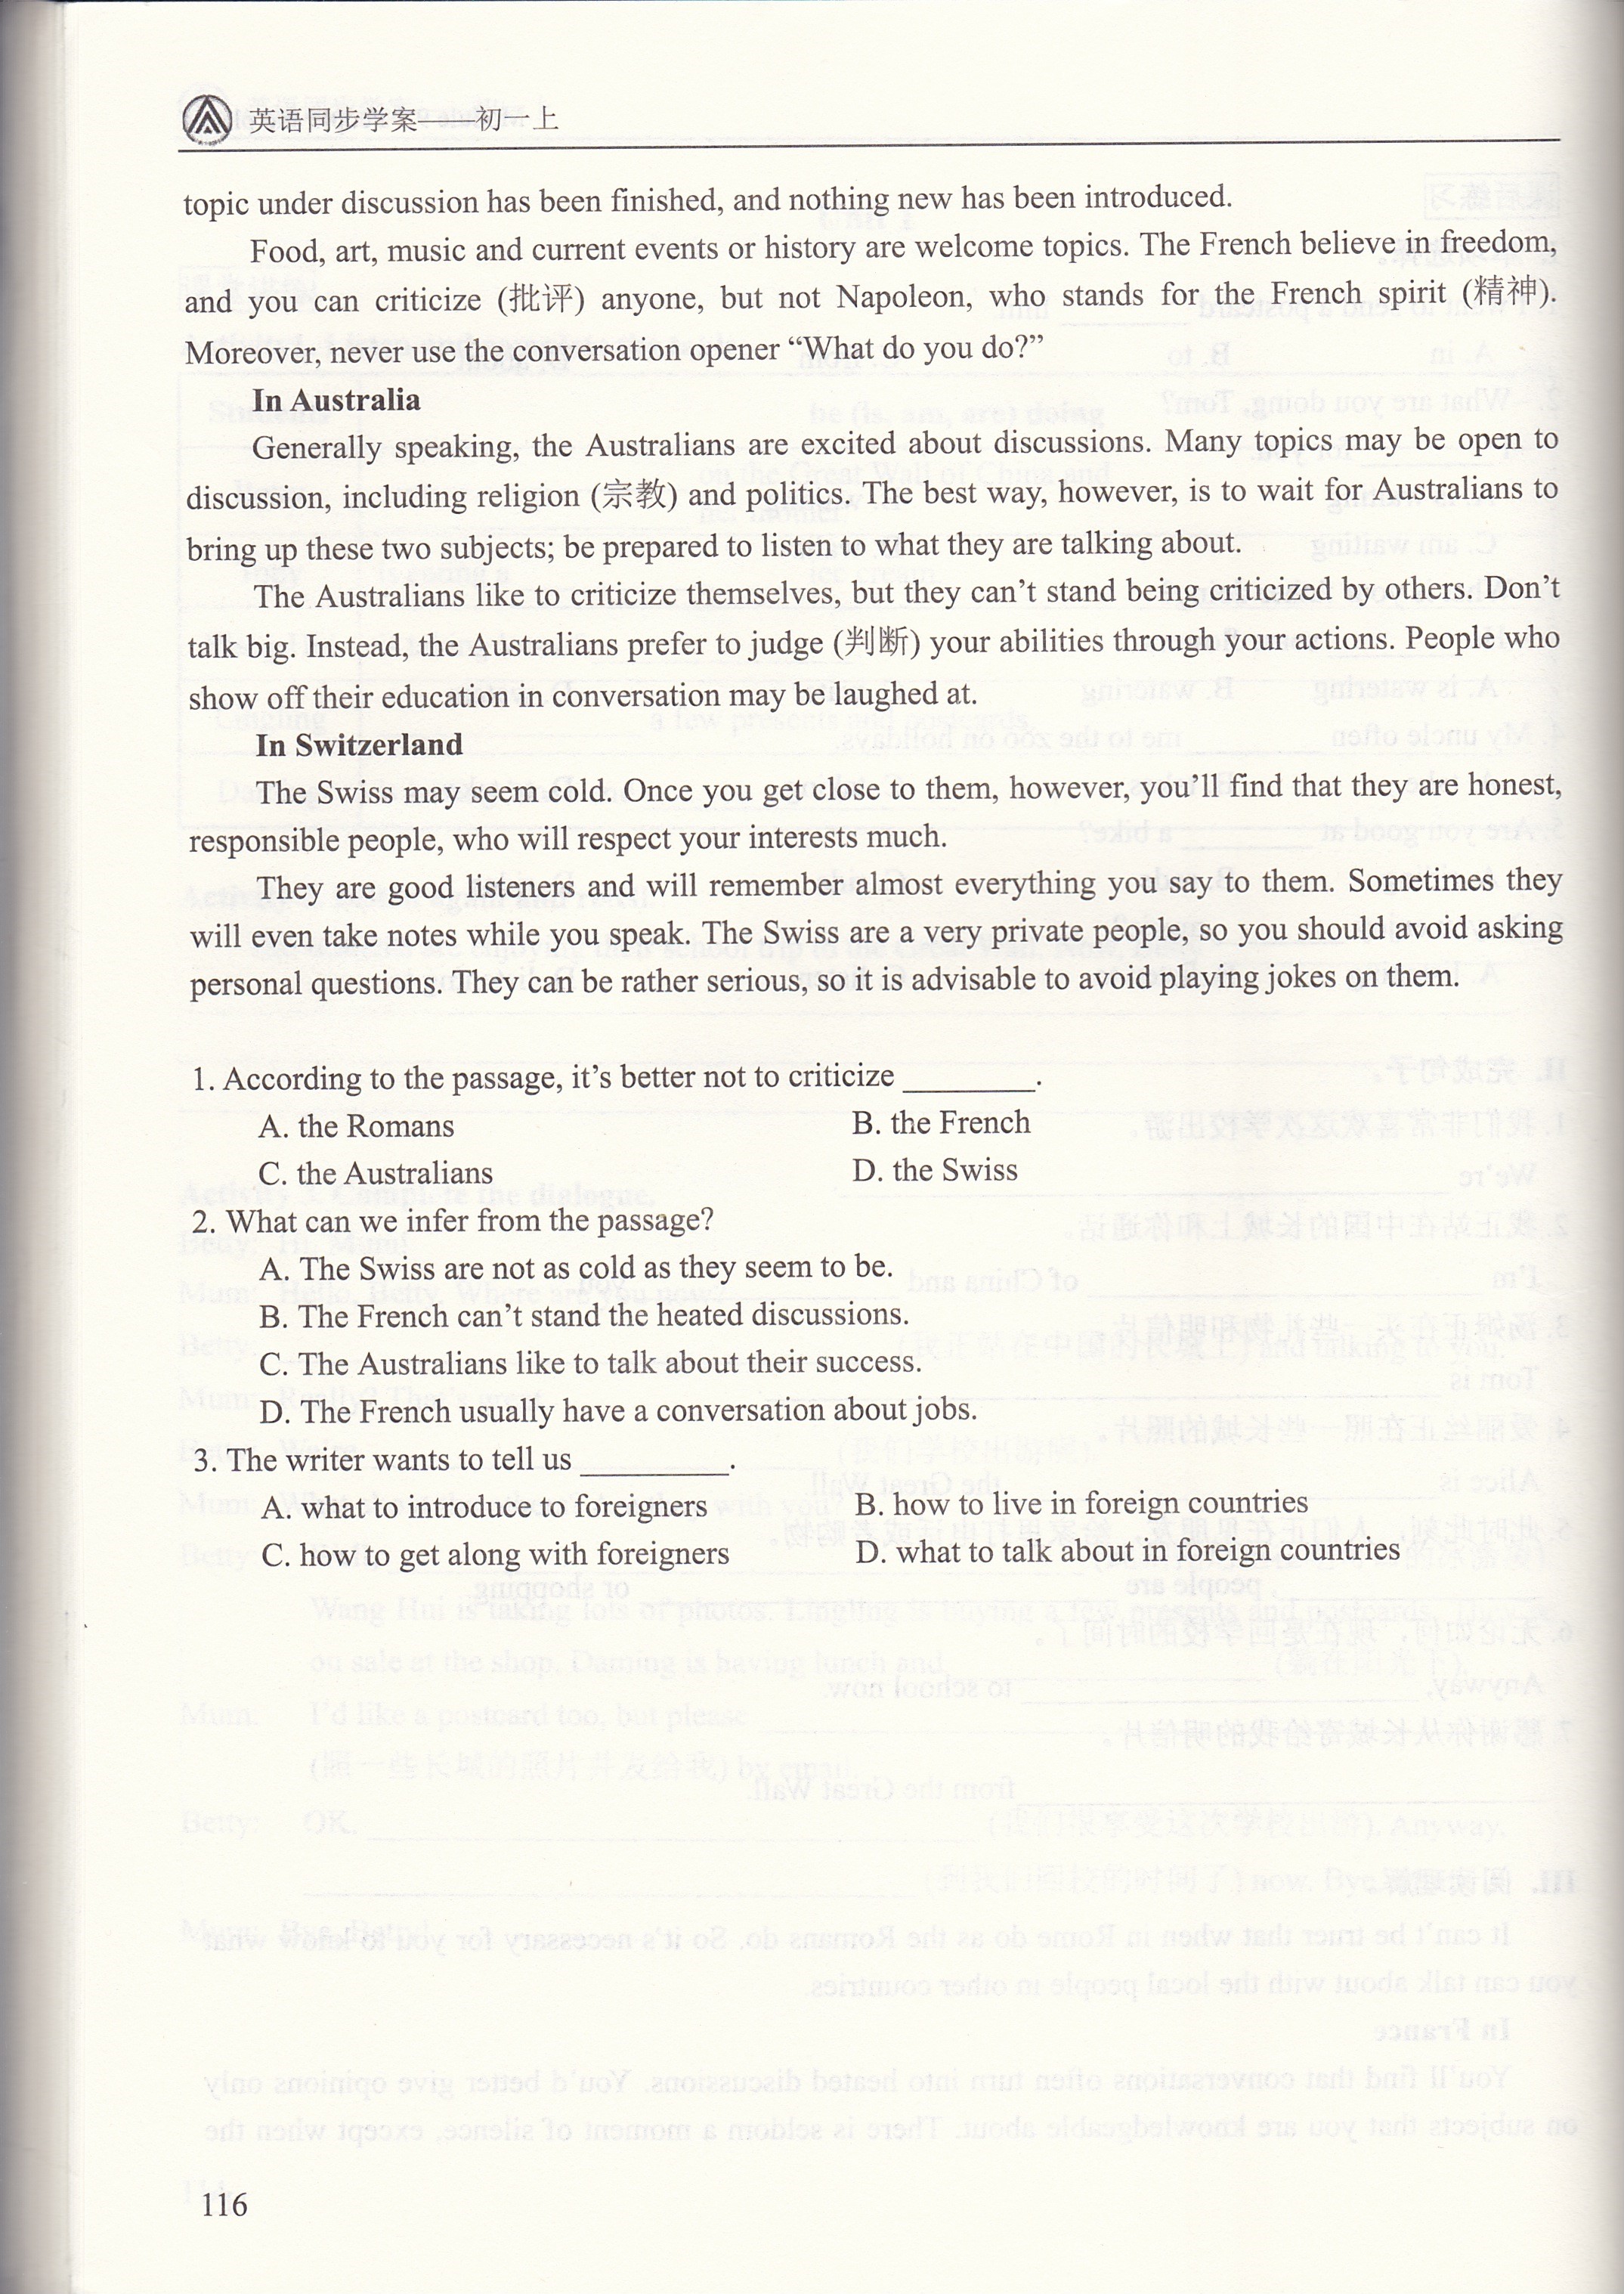 英语同步学案——初一上
topic under discussion has been finished, and nothing new has been introduced.
Food, art, music and current events or history are welcome topics. The French believe in freedom,
and you can criticize (批评) anyone, but not Napoleon, who stands for the French spirit (精神).
Moreover, never use the conversation opener “What do you do?”
In Australia
Generally speaking, the Australians are excited about discussions. Many topics may be open to
discussion, including religion (宗教) and politics. The best way, however, is to wait for Australians to
bring up these two subjects; be prepared to listen to what they are talking about.
The Australians like to criticize themselves, but they can’t stand being criticized by others. Don’t
talk big. Instead, the Australians prefer to judge (判断) your abilities through your actions. People who
show off their education in conversation may be laughed at.
In Switzerland
The Swiss may seem cold. Once you get close to them, however, you’ll find that they are honest,
responsible people, who will respect your interests much.
They are good listeners and will remember almost everything you say to them. Sometimes they
will even take notes while you speak. The Swiss are a very private people, so you should avoid asking
personal questions. They can be rather serious, so it is advisable to avoid playing jokes on them.
1. According to the passage, it’s better not to criticize ________.
A. the Romans B. the French
C. the Australians D. the Swiss
2. What can we infer from the passage?
A. The Swiss are not as cold as they seem to be.
B. The French can’t stand the heated discussions.
C. The Australians like to talk about their success.
D. The French usually have a conversation about jobs.
3. The writer wants to tell us ________.
A. what to introduce to foreigners B. how to live in foreign countries
C. how to get along with foreigners D. what to talk about in foreign countries
116